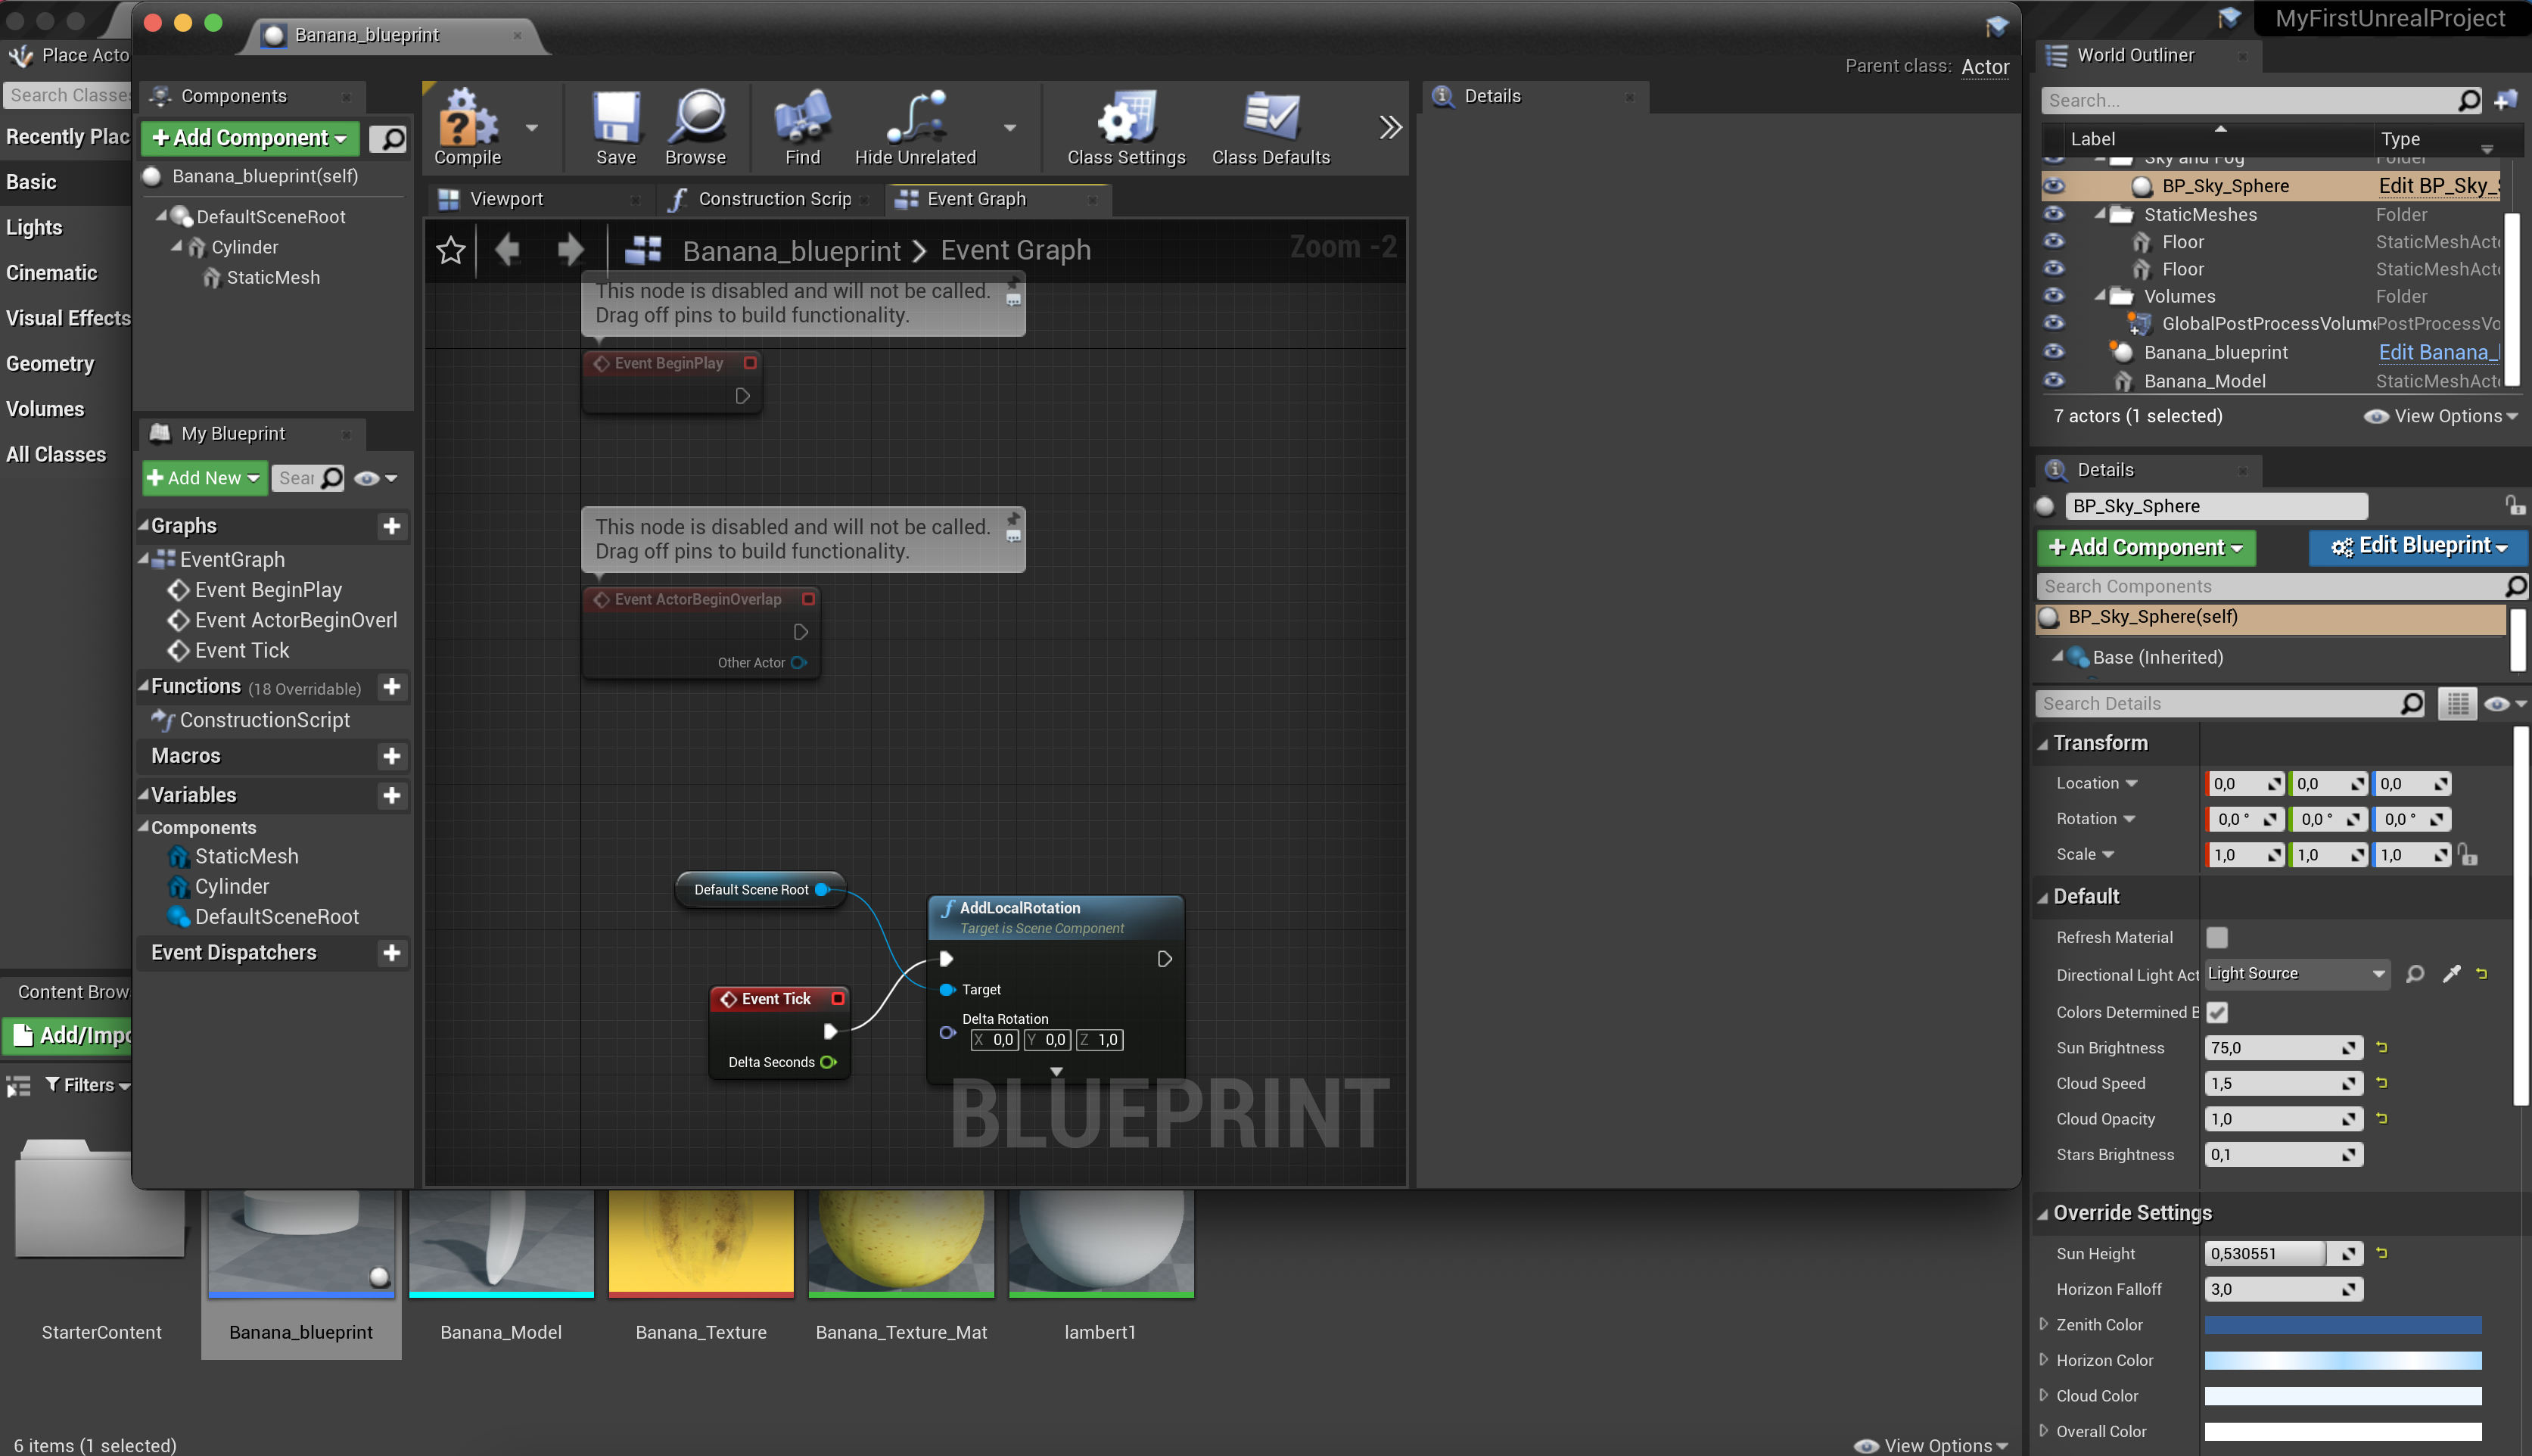 Banana_blueprint
MyFirstUnrealProject
Place Acto
Search Classes
Recently Plac
Basic
Lights
Cinematic
Visual Effects
Geometry
Volumes
All Classes
Components
Add Component
Banana_blueprint(self)
DefaultSceneRoot
Cylinder
StaticMesh
My Blueprint
Add New
Sear
Graphs
EventGraph
Event BeginPlay
Event ActorBeginOverl
Event Tick
Functions (18 Overridable)
ConstructionScript
Macros
Variables
Components
StaticMesh
Cylinder
DefaultSceneRoot
Event Dispatchers
Parent class: Actor
Compile
Save
Browse
Find
Hide Unrelated
Class Settings
Class Defaults
Viewport
Construction Scrip
Event Graph
Banana_blueprint > Event Graph
Zoom -2
This node is disabled and will not be called.
Drag off pins to build functionality.
Event BeginPlay
This node is disabled and will not be called.
Drag off pins to build functionality.
Event ActorBeginOverlap
Other Actor
Default Scene Root
AddLocalRotation
Target is Scene Component
Target
Delta Rotation
X 0,0 Y 0,0 Z 1,0
Event Tick
Delta Seconds
BLUEPRINT
Details
World Outliner
Search...
Label Type
Sky and Fog Folder
BP_Sky_Sphere Edit BP_Sky_S
StaticMeshes Folder
Floor StaticMeshActo
Floor StaticMeshActo
Volumes Folder
GlobalPostProcessVolume PostProcessVo
Banana_blueprint Edit Banana_
Banana_Model StaticMeshActo
7 actors (1 selected)
View Options
Details
BP_Sky_Sphere
Add Component
Edit Blueprint
Search Components
BP_Sky_Sphere(self)
Base (Inherited)
Search Details
Transform
Location 0,0 0,0 0,0
Rotation 0,0 ° 0,0 ° 0,0 °
Scale 1,0 1,0 1,0
Default
Refresh Material
Directional Light Act Light Source
Colors Determined B
Sun Brightness 75,0
Cloud Speed 1,5
Cloud Opacity 1,0
Stars Brightness 0,1
Override Settings
Sun Height 0,530551
Horizon Falloff 3,0
Zenith Color
Horizon Color
Cloud Color
Overall Color
Content Brow
Add/Impo
Filters
StarterContent
Banana_blueprint
Banana_Model
Banana_Texture
Banana_Texture_Mat
lambert1
6 items (1 selected)
View Options